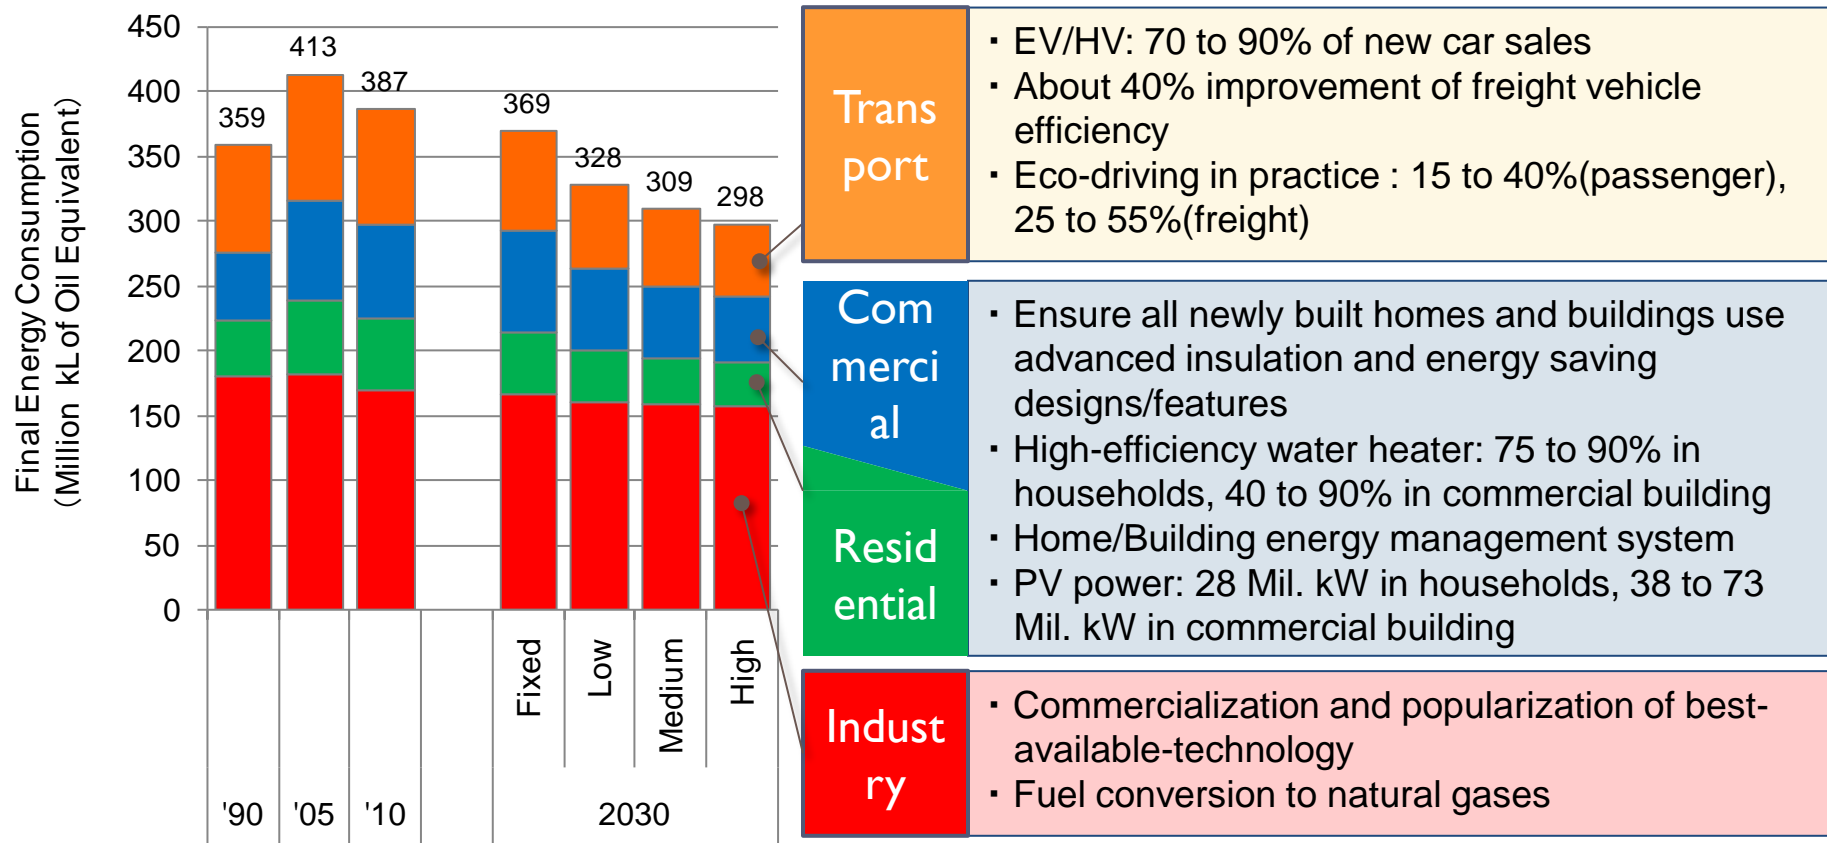 Final Energy Consumption
(Million kL of Oil Equivalent)
450
400
350
300
250
200
150
100
50
0
359
413
387
369
328
309
298
Fixed
Low
Medium
High
'90
'05
'10
2030
Trans
port
・EV/HV: 70 to 90% of new car sales
・About 40% improvement of freight vehicle
efficiency
・Eco-driving in practice : 15 to 40%(passenger),
25 to 55%(freight)
Com
merci
al
Resid
ential
・Ensure all newly built homes and buildings use
advanced insulation and energy saving
designs/features
・High-efficiency water heater: 75 to 90% in
households, 40 to 90% in commercial building
・Home/Building energy management system
・PV power: 28 Mil. kW in households, 38 to 73
Mil. kW in commercial building
Indust
ry
・Commercialization and popularization of best-
available-technology
・Fuel conversion to natural gases